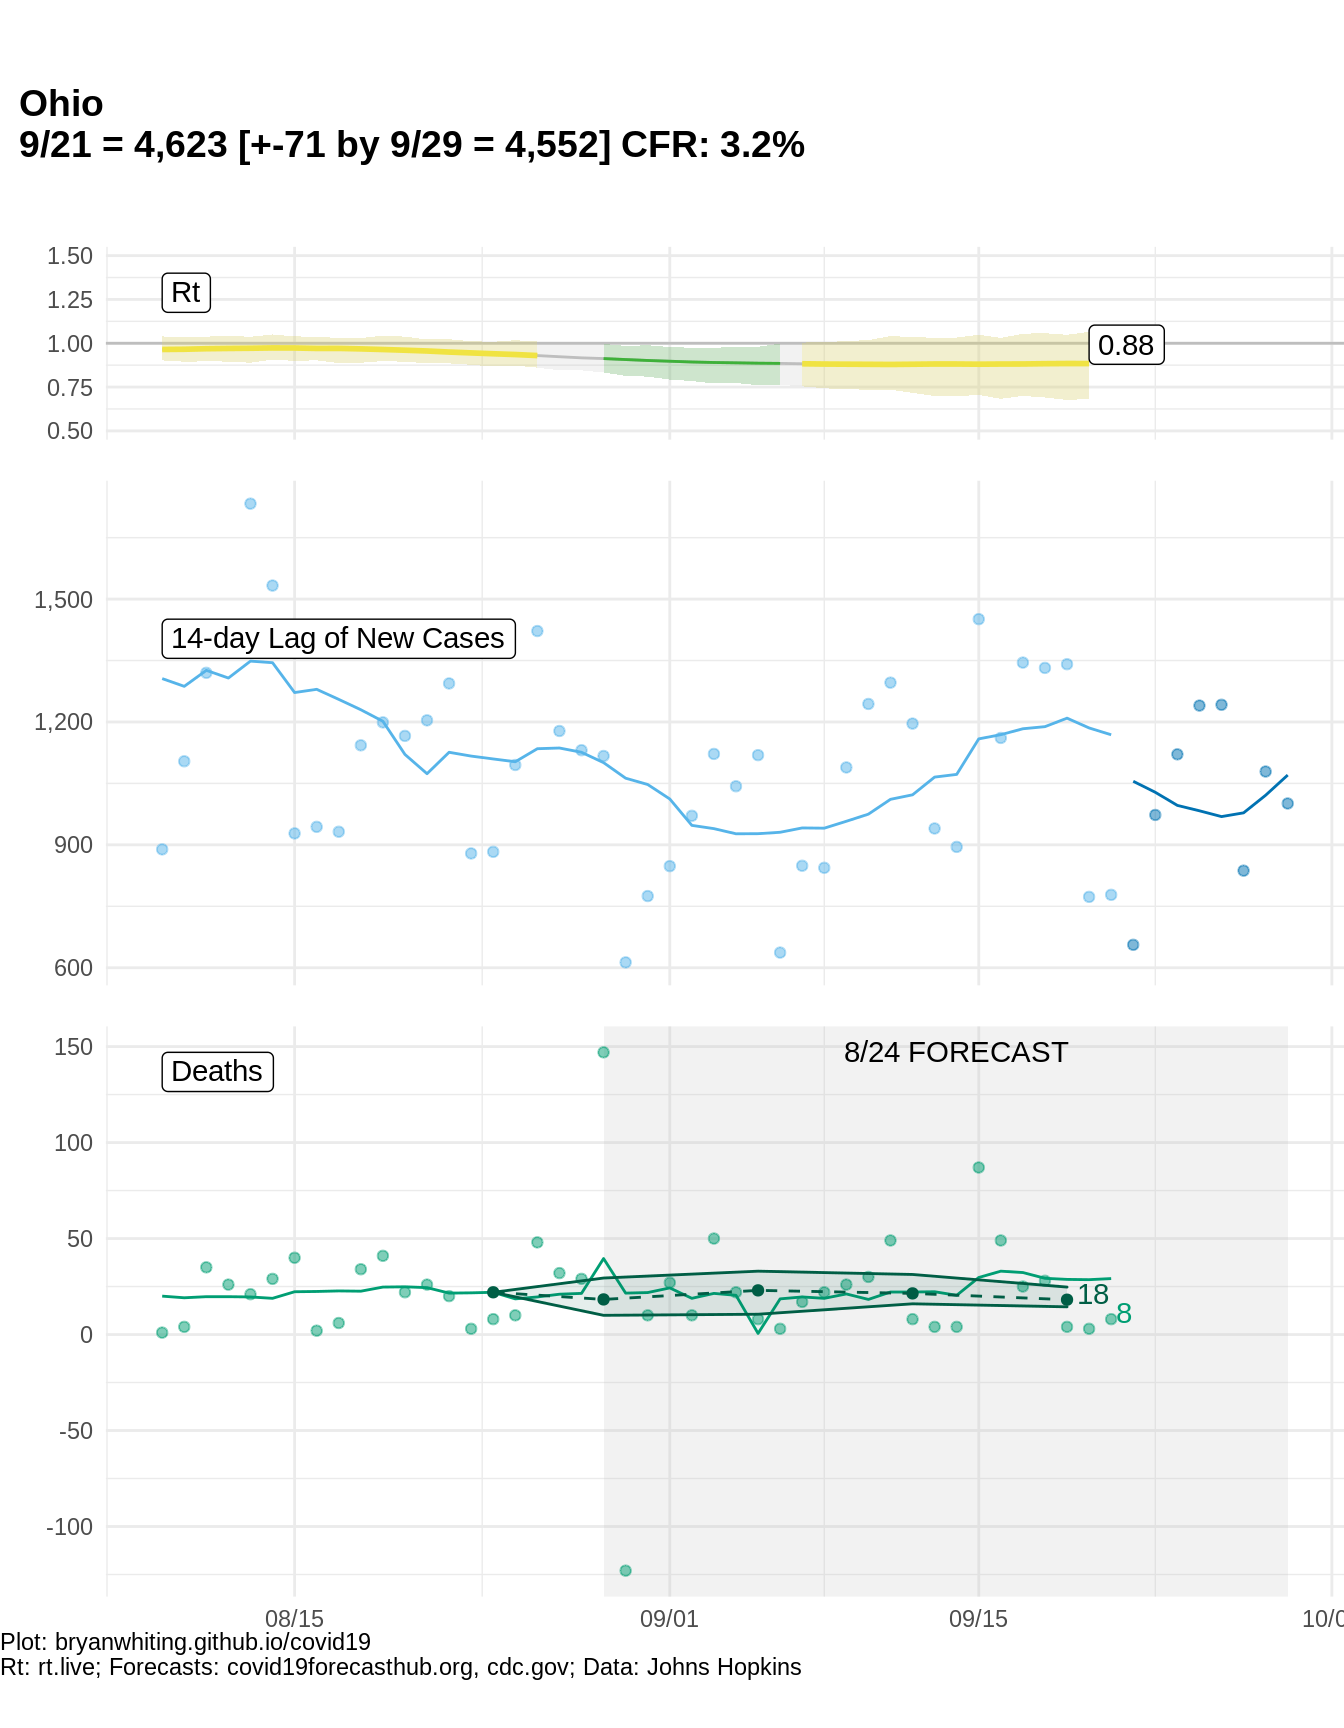 Ohio
9/21 = 4,623 [+-71 by 9/29 = 4,552] CFR: 3.2%
1.50
1.25
1.00
0.75
0.50
Rt
0.88
1,500
1,200
900
600
14-day Lag of New Cases
150
100
50
0
-50
-100
Deaths
8/24 FORECAST
18
8
08/15
09/01
09/15
10/0
Plot: bryanwhiting.github.io/covid19
Rt: rt.live; Forecasts: covid19forecasthub.org, cdc.gov; Data: Johns Hopkins